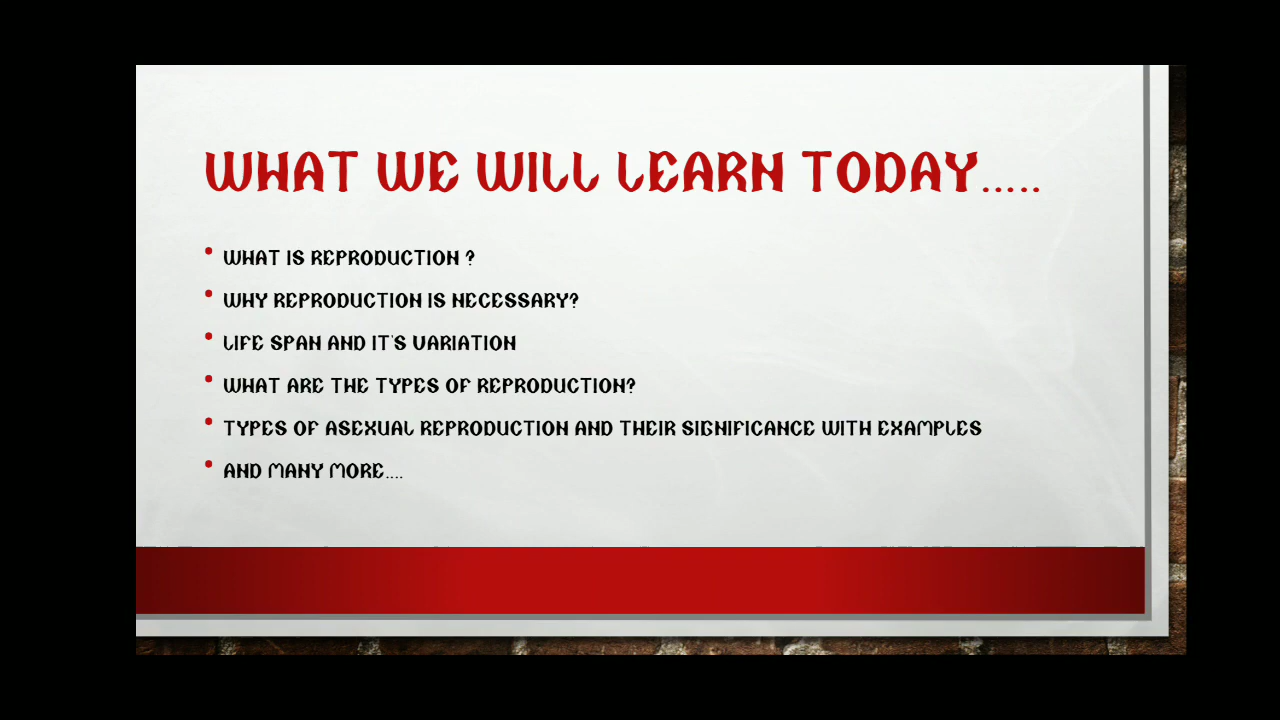 WHAT WE WILL LEARN TODAY.....
• WHAT IS REPRODUCTION ?
• WHY REPRODUCTION IS NECESSARY?
• LIFE SPAN AND IT'S VARIATION
• WHAT ARE THE TYPES OF REPRODUCTION?
• TYPES OF ASEXUAL REPRODUCTION AND THEIR SIGNIFICANCE WITH EXAMPLES
• AND MANY MORE....